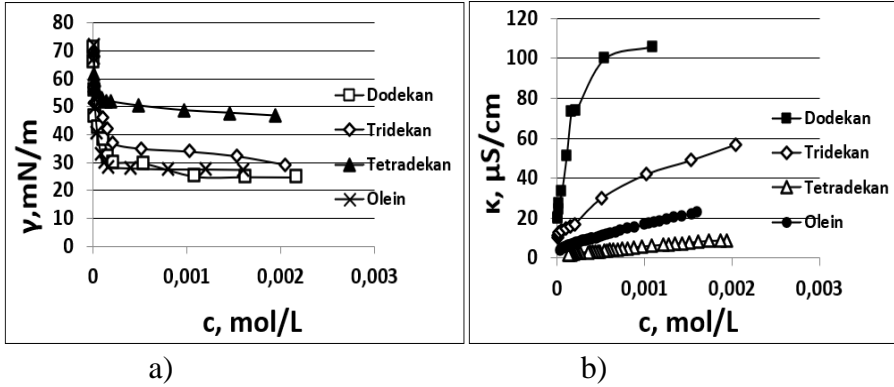 γ,mN/m
80
70
60
50
40
30
20
10
0
0
0,001
0,002
0,003
c, mol/L
Dodekan
Tridekan
Tetradekan
Olein
a)
κ, μS/cm
120
100
80
60
40
20
0
0
0,001
0,002
0,003
c, mol/L
Dodekan
Tridekan
Tetradekan
Olein
b)